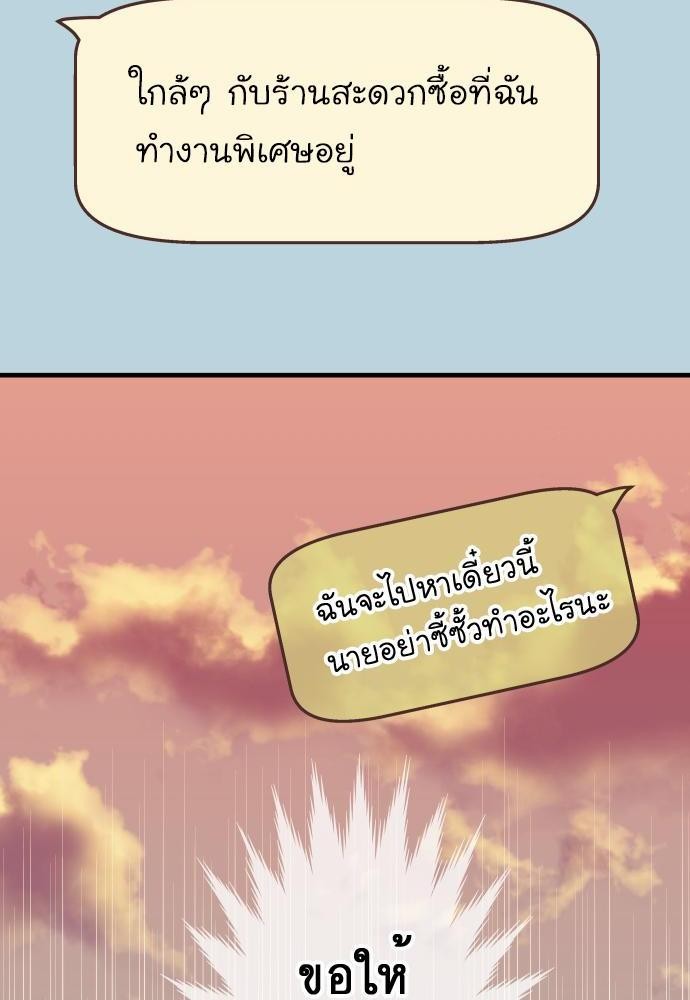 ใกล้ๆ กับร้านสะดวกซื้อที่ฉัน
ทำงานพิเศษอยู่
ฉันจะไปหาเดี๋ยวนี้
นายอย่าซี้ซั้วทำอะไรนะ
ขอให้